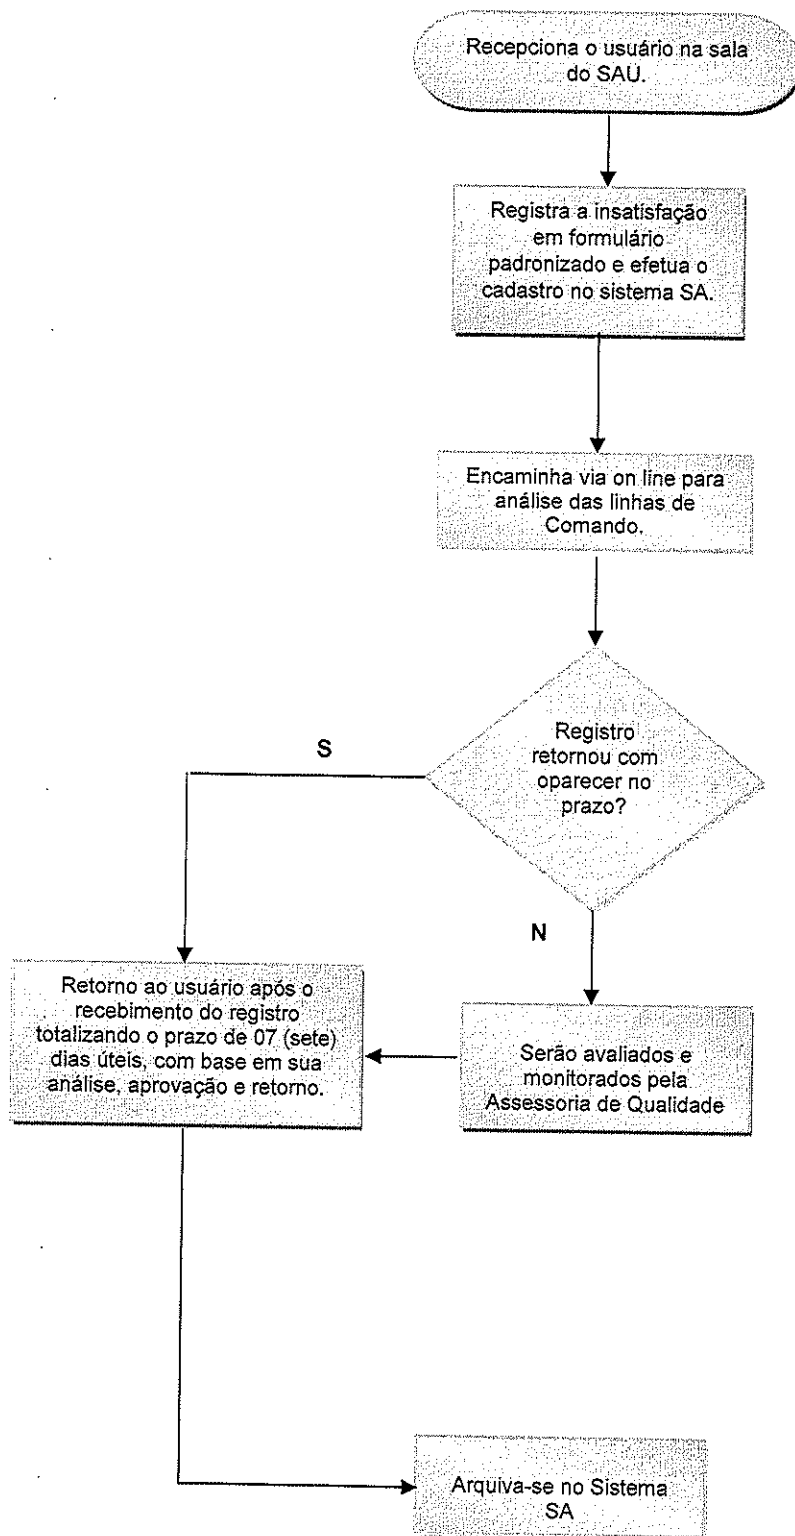 Recepciona o usuário na sala
do SAU.
Registra a insatisfação
em formulário
padronizado e efetua o
cadastro no sistema SA.
Encaminha via on line para
análise das linhas de
Comando.
Registro
retornou com
oparecer no
prazo?
S
N
Retorno ao usuário após o
recebimento do registro
totalizando o prazo de 07 (sete)
dias úteis, com base em sua
análise, aprovação e retorno.
Serão avaliados e
monitorados pela
Assessoria de Qualidade
Arquiva-se no Sistema
SA